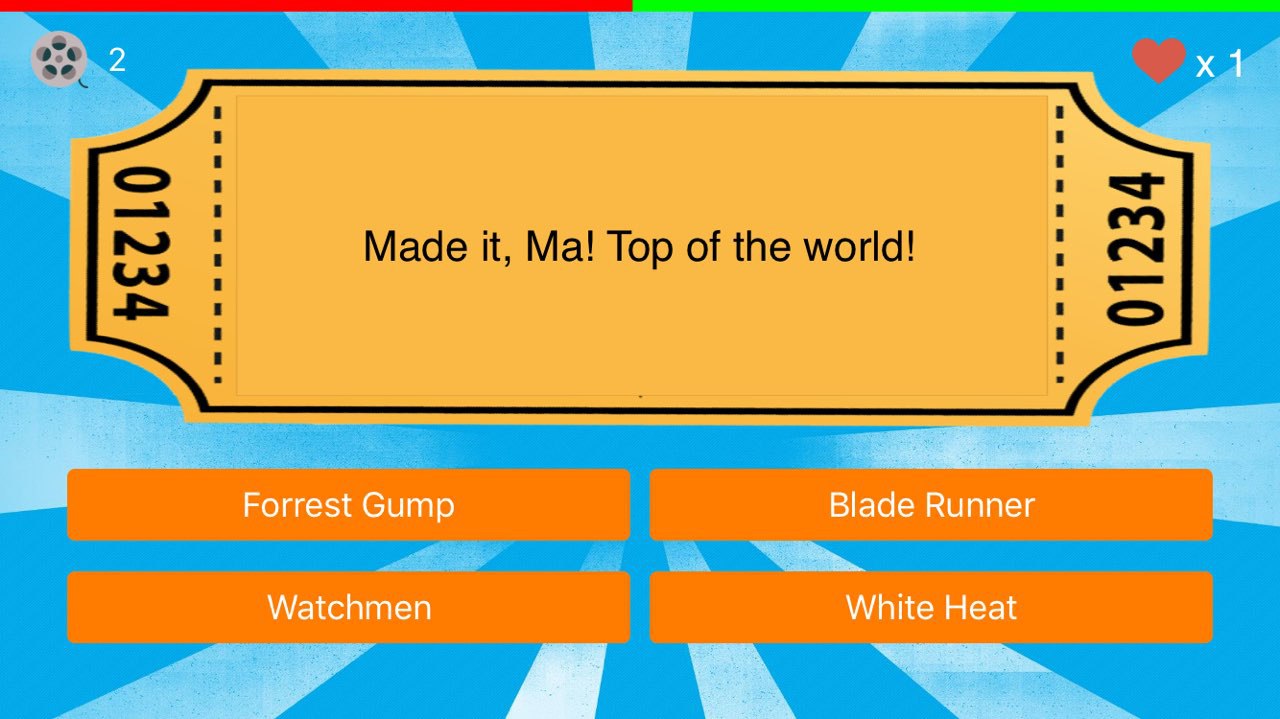 2
x 1
01234
Made it, Ma! Top of the world!
01234
Forrest Gump
Blade Runner
Watchmen
White Heat